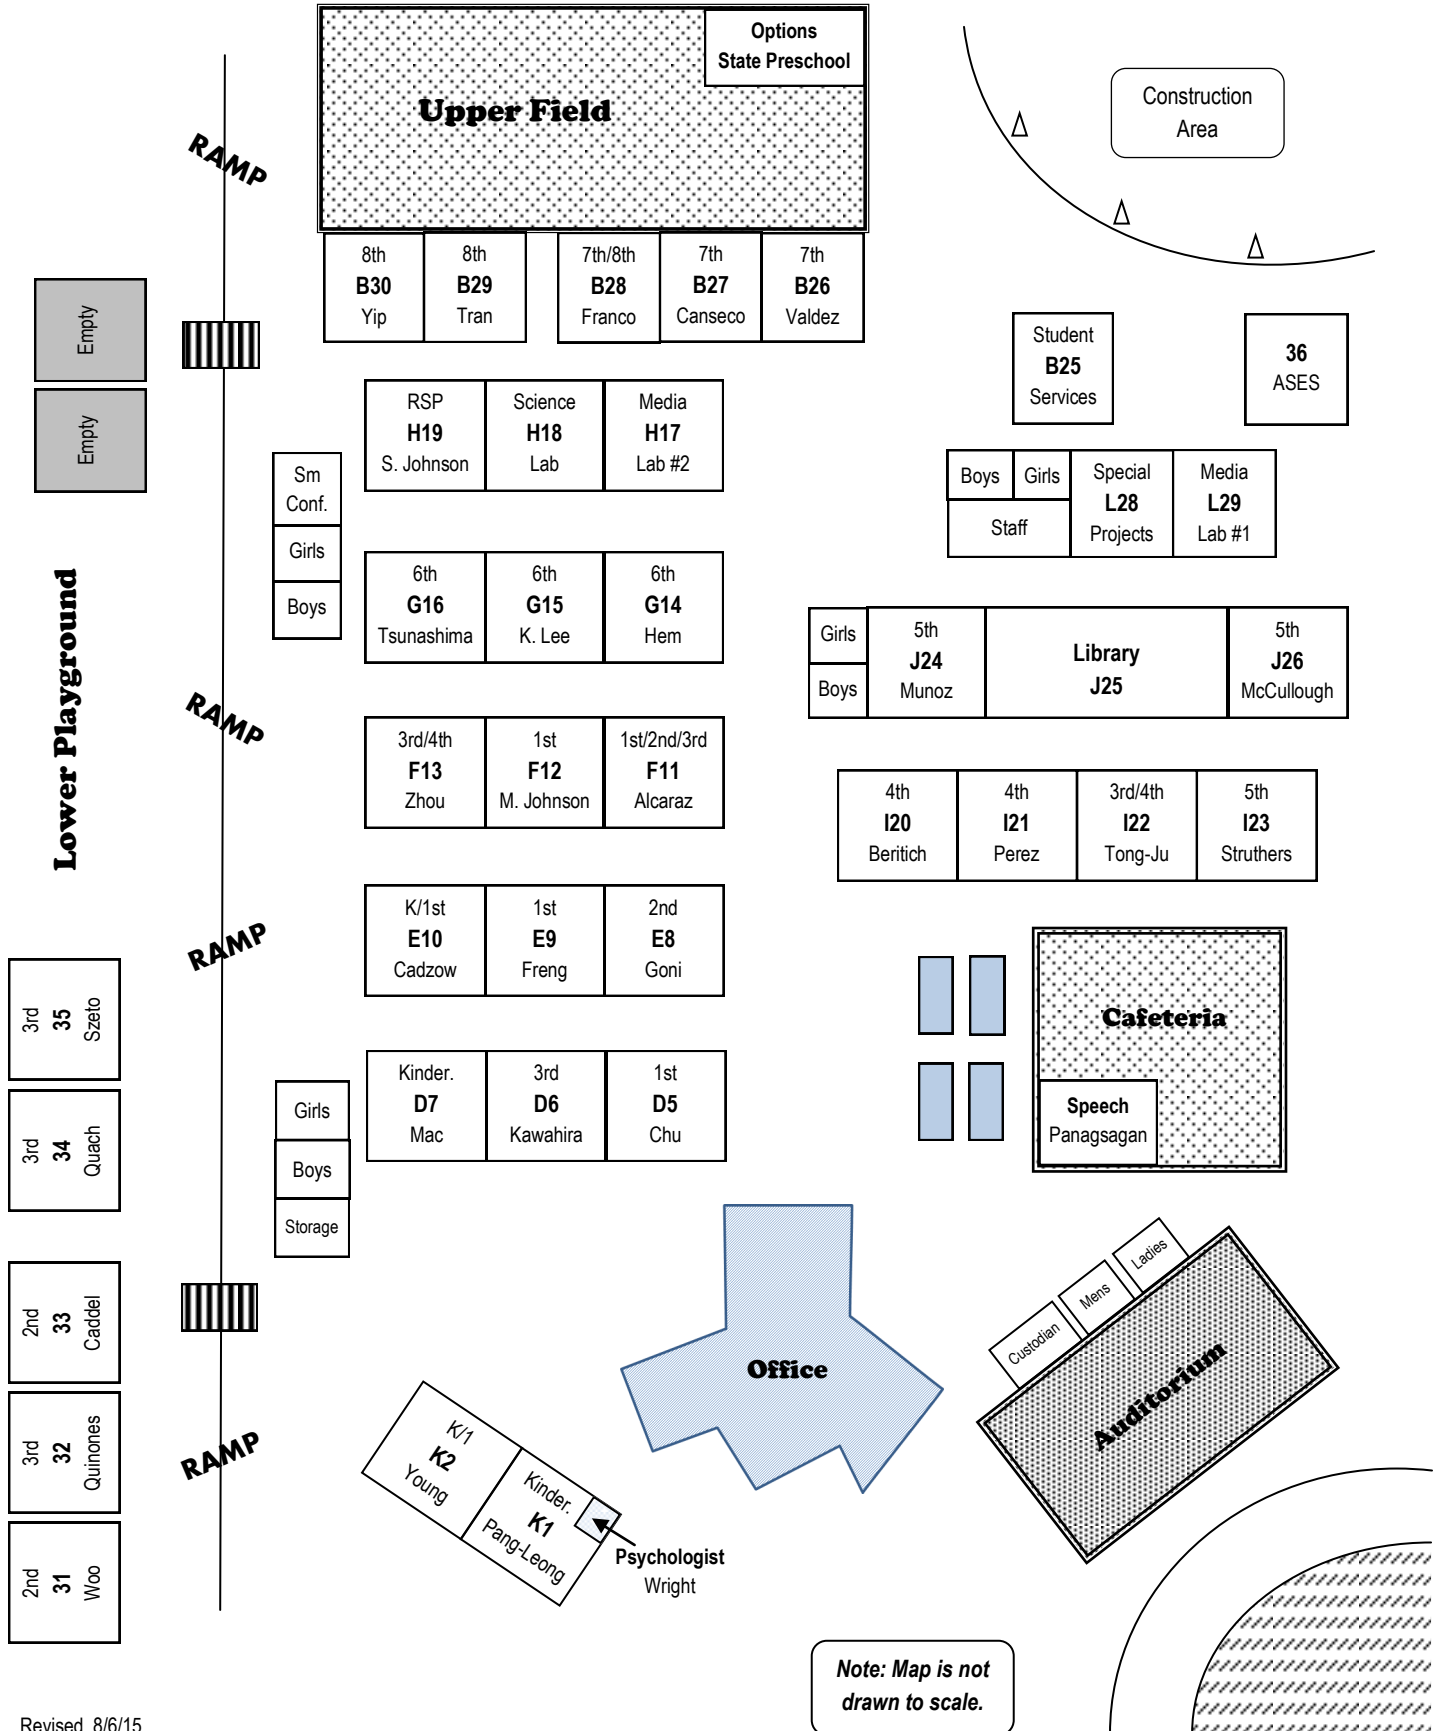 Options
State Preschool
Upper Field
Construction
Area
RAMP
8th
B30
Yip
8th
B29
Tran
7th/8th
B28
Franco
7th
B27
Canseco
7th
B26
Valdez
Empty
Empty
Student
B25
Services
36
ASES
RSP
H19
S. Johnson
Science
H18
Lab
Media
H17
Lab #2
Sm
Conf.
Girls
Boys
Boys
Girls
Staff
Special
L28
Projects
Media
L29
Lab #1
6th
G16
Tsunashima
6th
G15
K. Lee
6th
G14
Hem
Girls
Boys
5th
J24
Munoz
Library
J25
5th
J26
McCullough
Lower Playground
RAMP
3rd/4th
F13
Zhou
1st
F12
M. Johnson
1st/2nd/3rd
F11
Alcaraz
4th
I20
Beritich
4th
I21
Perez
3rd/4th
I22
Tong-Ju
5th
I23
Struthers
RAMP
K/1st
E10
Cadzow
1st
E9
Freng
2nd
E8
Goni
Cafeteria
Speech
Panagsagan
3rd
35
Szeto
3rd
34
Quach
Girls
Boys
Storage
Kinder.
D7
Mac
3rd
D6
Kawahira
1st
D5
Chu
2nd
33
Caddel
3rd
32
Quinones
2nd
31
Woo
RAMP
Office
Custodian
Mens
Ladies
Auditorium
K/1
K2
Young
Kinder.
K1
Pang-Leong
Psychologist
Wright
Note: Map is not
drawn to scale.
Revised 8/6/15